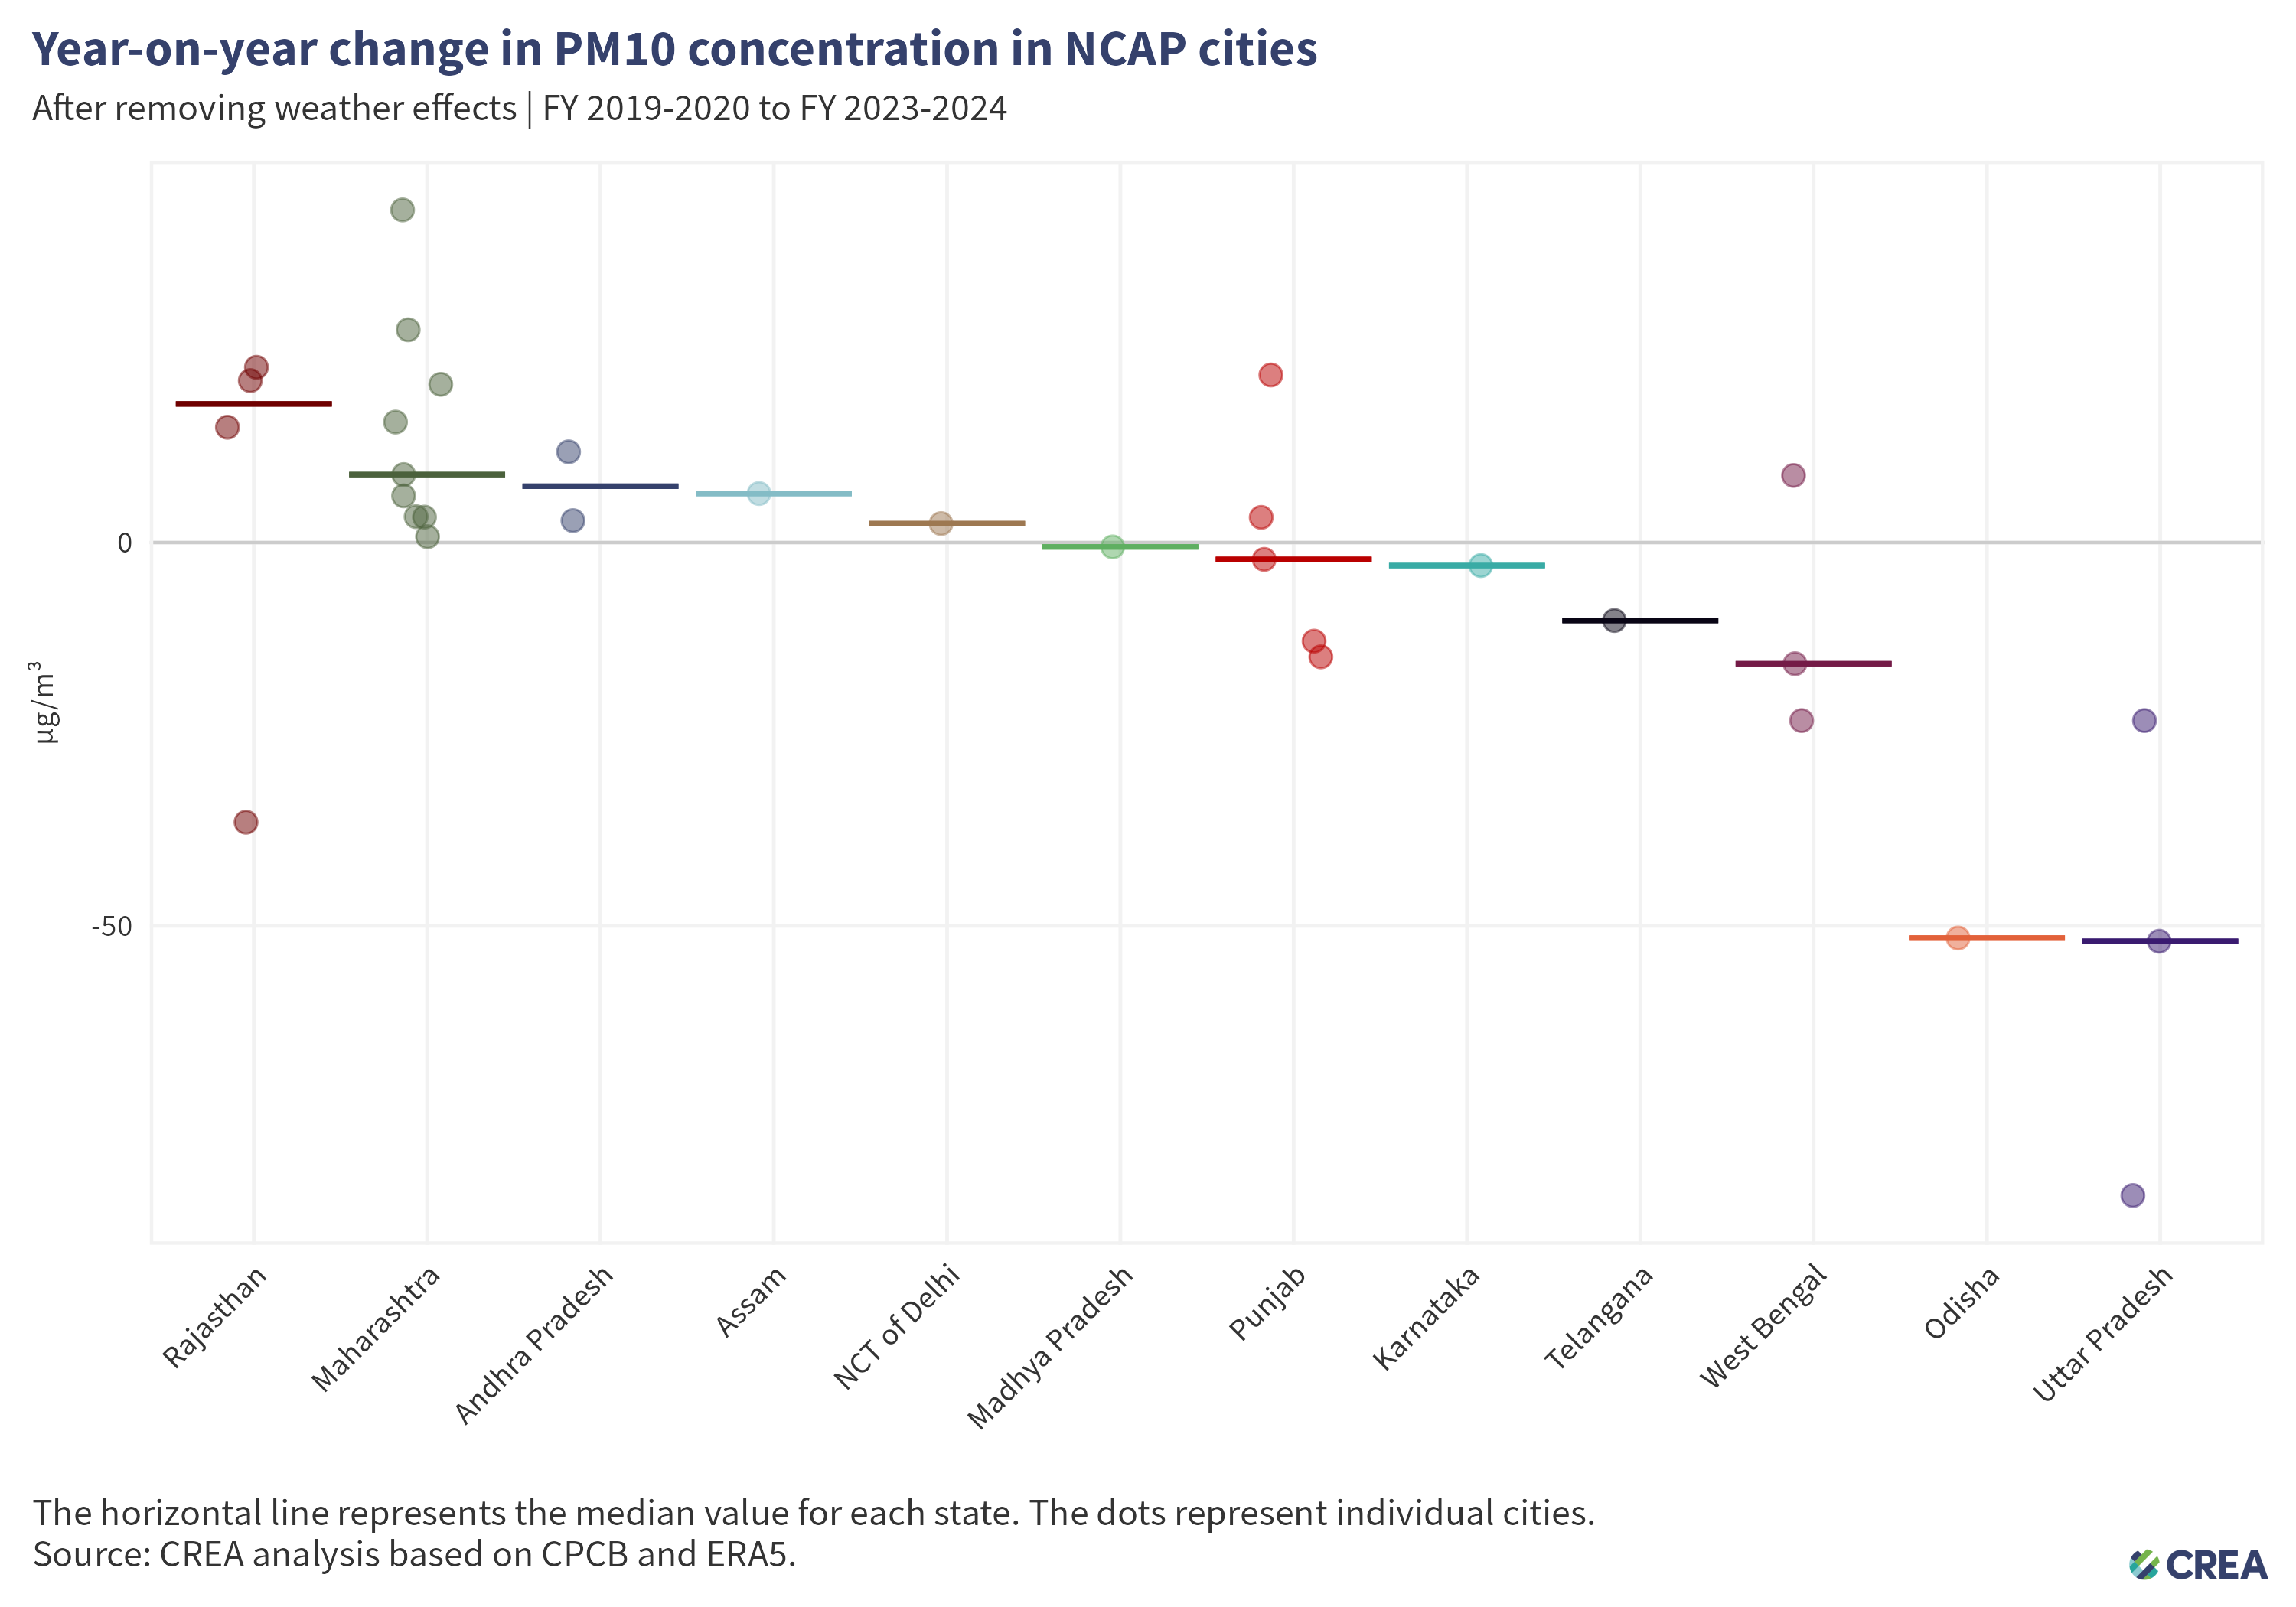 Year-on-year change in PM10 concentration in NCAP cities
After removing weather effects | FY 2019-2020 to FY 2023-2024
0
-50
µg/m³
Rajasthan
Maharashtra
Andhra Pradesh
Assam
NCT of Delhi
Madhya Pradesh
Punjab
Karnataka
Telangana
West Bengal
Odisha
Uttar Pradesh
The horizontal line represents the median value for each state. The dots represent individual cities.
Source: CREA analysis based on CPCB and ERA5.
CREA